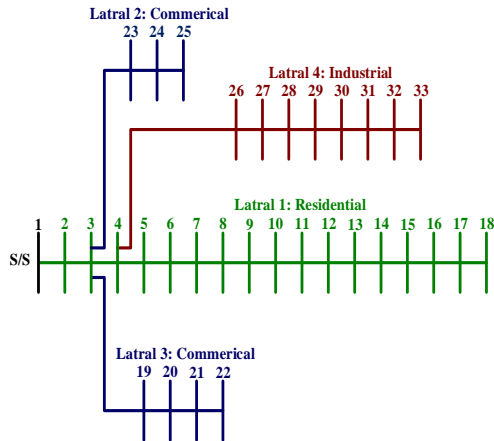 Latral 2: Commerical
23 24 25
Latral 4: Industrial
26 27 28 29 30 31 32 33
Latral 1: Residential
1 2 3 4 5 6 7 8 9 10 11 12 13 14 15 16 17 18
S/S
Latral 3: Commerical
19 20 21 22